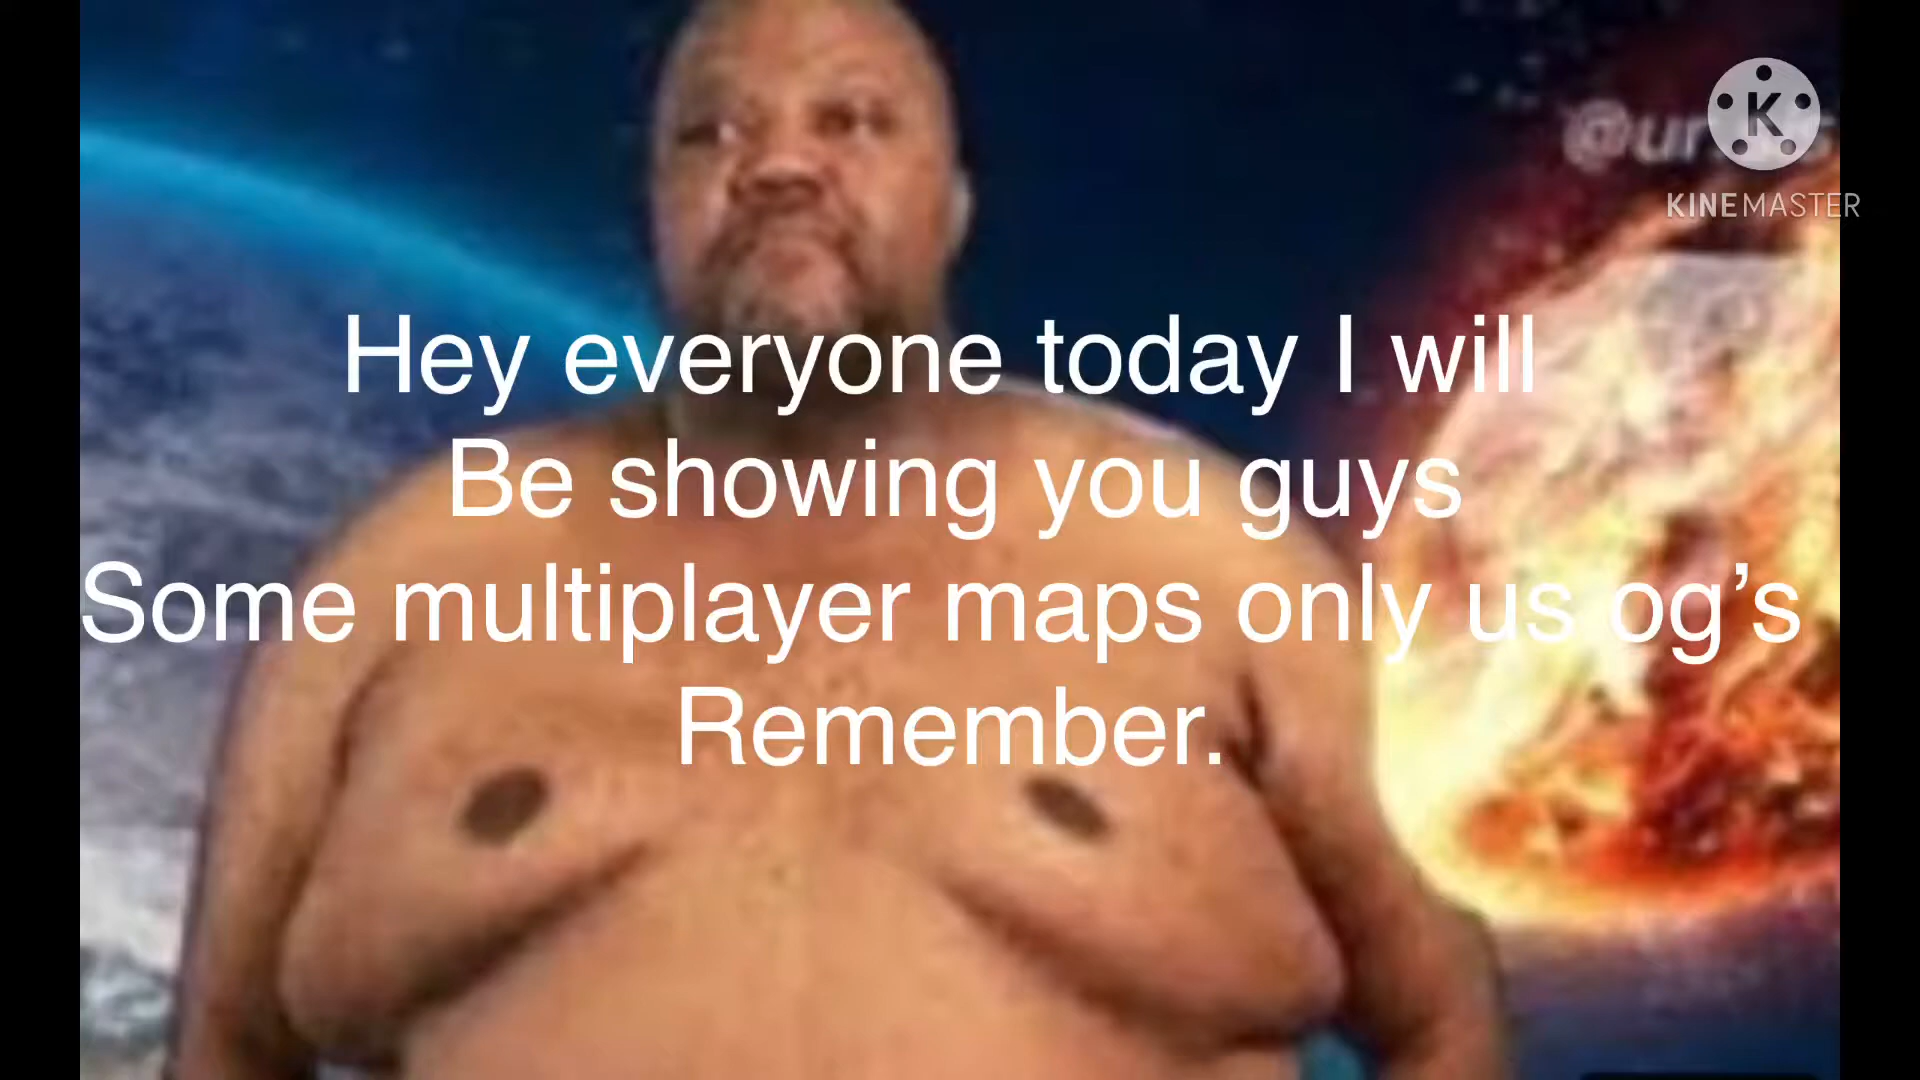 K
KINEMASTER
Hey everyone today I will
Be showing you guys
Some multiplayer maps only us og’s
Remember.